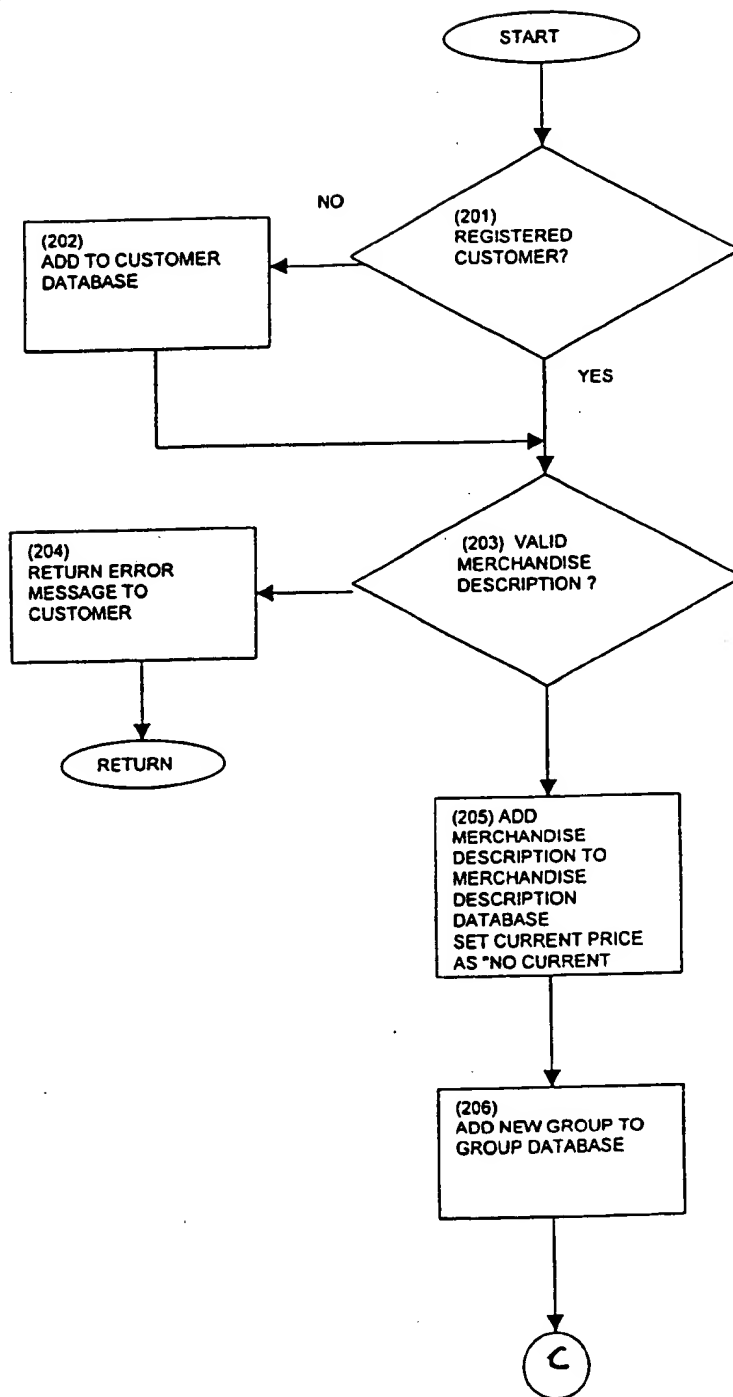 START
NO
(201)
REGISTERED
CUSTOMER?
(202)
ADD TO CUSTOMER
DATABASE
YES
(203) VALID
MERCHANDISE
DESCRIPTION ?
(204)
RETURN ERROR
MESSAGE TO
CUSTOMER
RETURN
(205) ADD
MERCHANDISE
DESCRIPTION TO
MERCHANDISE
DESCRIPTION
DATABASE
SET CURRENT PRICE
AS "NO CURRENT
(206)
ADD NEW GROUP TO
GROUP DATABASE
C